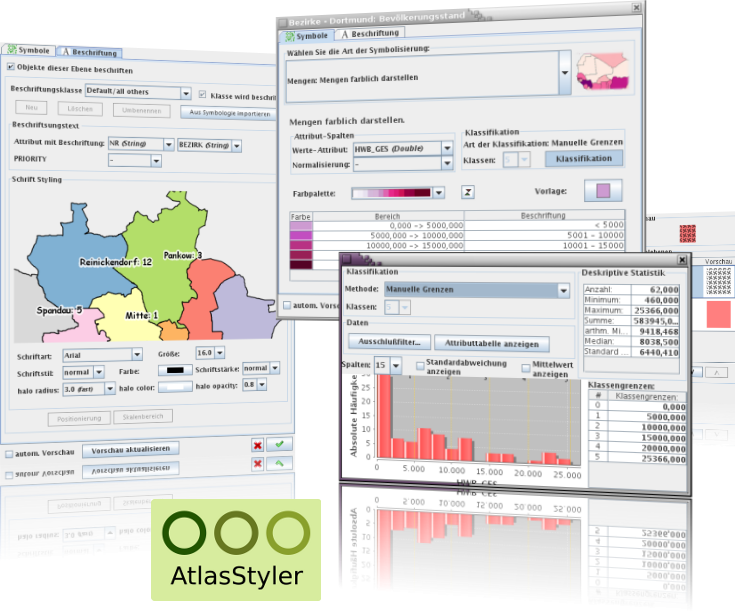 Symbole
Beschriftung
Objekte dieser Ebene beschriften
Beschriftungsklasse
Default/all others
Klasse wird beschri
Neu
Löschen
Umbenennen
Aus Symbologie importieren
Beschriftungstext
Attribut mit Beschriftung:
NR (String)
BEZIRK (String)
PRIORITY
-
Schrift Styling
Reinickendorf: 12
Pankow: 3
Spandau: 5
Mitte: 1
Schriftart:
Arial
Größe:
16.0
Schriftstil:
normal
Farbe:
Schriftstärke:
normal
halo radius:
3.0 (fast)
halo color:
halo opacity:
0.8
Positionierung
Skalenbereich
autom. Vorschau
Vorschau aktualisieren
Bezirke - Dortmund: Bevölkerungsstand
Symbole
Beschriftung
Wählen Sie die Art der Symbolisierung:
Mengen: Mengen farblich darstellen
Mengen farblich darstellen.
Attribut-Spalten
Werte-Attribut:
HWB_GES (Double)
Normalisierung:
-
Klassifikation
Art der Klassifikation: Manuelle Grenzen
Klassen:
5
Klassifikation
Farbpalette:
Vorlage:
Farbe
Bereich
Beschriftung
0,000 -> 5000,000
< 5000
5000,000 -> 10000,000
5001 - 10000
10000,000 -> 15000,000
10001 - 15000
autom. Vors
Klassifikation
Methode:
Manuelle Grenzen
Klassen:
5
Daten
Ausschlußfilter...
Attributtabelle anzeigen
Spalten:
15
Standardabweichung anzeigen
Mittelwert anzeigen
Absolute Häufigke
30
25
20
15
10
5
0
0
5.000
10.000
15.000
20.000
25.000
HWB_GES
Deskriptive Statistik
Anzahl:
62,000
Minimum:
460,000
Maximum:
25366,000
Summe:
583945,0...
arthm. Mi...
9418,468
Median:
8038,500
Standard ...
6440,410
Klassengrenzen:
#
Klassengrenzen:
0
0,000
1
5000,000
2
10000,000
3
15000,000
4
20000,000
5
25366,000
Vorschau
AtlasStyler